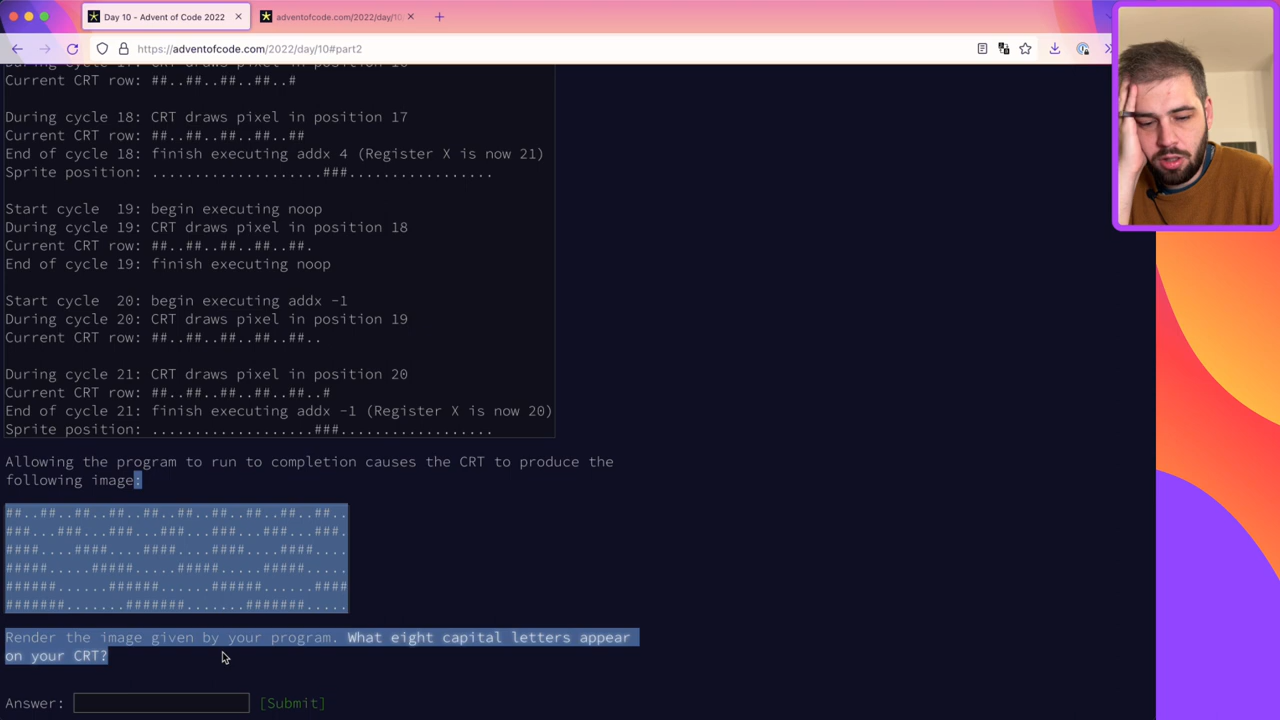 Day 10 - Advent of Code 2022
adventofcode.com/2022/day/10
https://adventofcode.com/2022/day/10#part2
Current CRT row: ##..##..##..##..#
During cycle 18: CRT draws pixel in position 17
Current CRT row: ##..##..##..##..##
End of cycle 18: finish executing addx 4 (Register X is now 21)
Sprite position: ....................###.................
Start cycle  19: begin executing noop
During cycle 19: CRT draws pixel in position 18
Current CRT row: ##..##..##..##..##.
End of cycle 19: finish executing noop
Start cycle  20: begin executing addx -1
During cycle 20: CRT draws pixel in position 19
Current CRT row: ##..##..##..##..##..
During cycle 21: CRT draws pixel in position 20
Current CRT row: ##..##..##..##..##..#
End of cycle 21: finish executing addx -1 (Register X is now 20)
Sprite position: ...................###..................
Allowing the program to run to completion causes the CRT to produce the
following image:
##..##..##..##..##..##..##..##..##..##..
###...###...###...###...###...###...###.
####....####....####....####....####....
#####.....#####.....#####.....#####.....
######......######......######......####
#######.......#######.......#######.....
Render the image given by your program. What eight capital letters appear
on your CRT?
Answer:
[Submit]